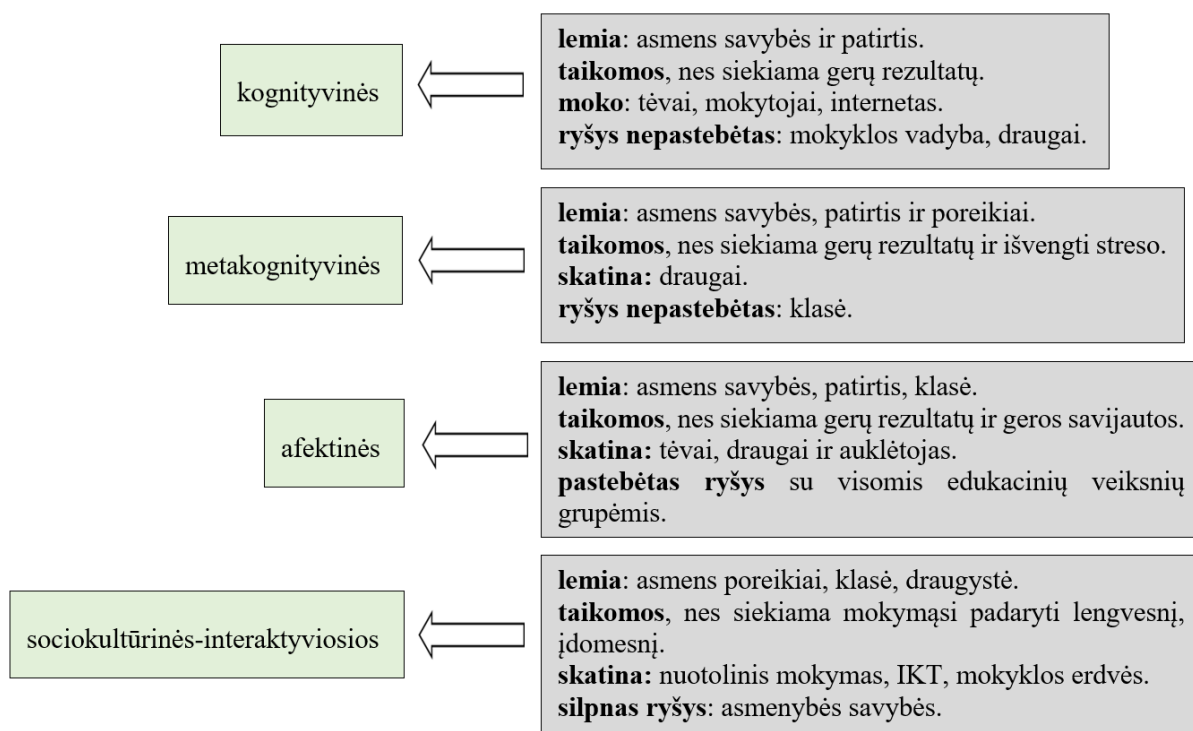 kognityvinės
lemia: asmens savybės ir patirtis.
taikomos, nes siekiama gerų rezultatų.
moko: tėvai, mokytojai, internetas.
ryšys nepastebėtas: mokyklos vadyba, draugai.
metakognityvinės
lemia: asmens savybės, patirtis ir poreikiai.
taikomos, nes siekiama gerų rezultatų ir išvengti streso.
skatina: draugai.
ryšys nepastebėtas: klasė.
afektinės
lemia: asmens savybės, patirtis, klasė.
taikomos, nes siekiama gerų rezultatų ir geros savijautos.
skatina: tėvai, draugai ir auklėtojas.
pastebėtas ryšys su visomis edukacinių veiksnių
grupėmis.
sociokultūrinės-interaktyviosios
lemia: asmens poreikiai, klasė, draugystė.
taikomos, nes siekiama mokymąsi padaryti lengvesnį,
įdomesnį.
skatina: nuotolinis mokymas, IKT, mokyklos erdvės.
silpnas ryšys: asmenybės savybės.